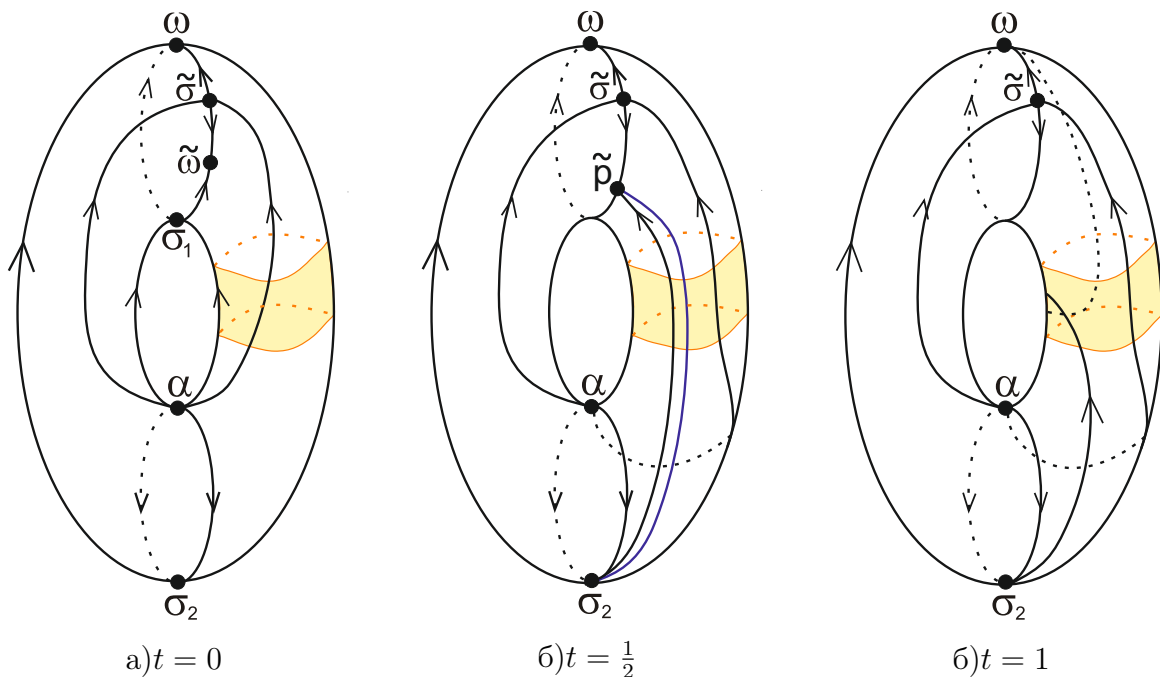 ω ω ω
σ̃ σ̃ σ̃
ω̃ p̃
σ₁
α α α
σ₂ σ₂ σ₂
а)t = 0 б)t = 1/2 б)t = 1